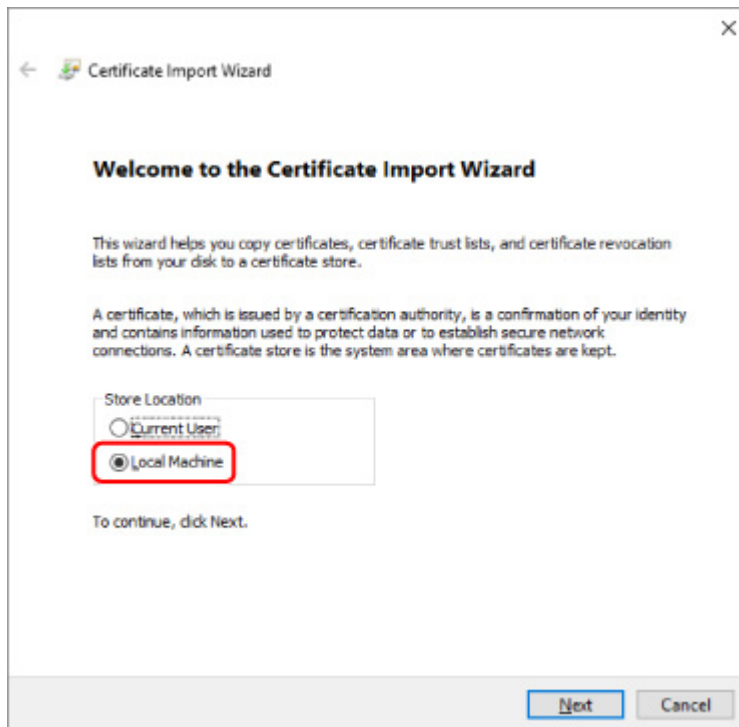 Certificate Import Wizard
Welcome to the Certificate Import Wizard
This wizard helps you copy certificates, certificate trust lists, and certificate revocation
lists from your disk to a certificate store.
A certificate, which is issued by a certification authority, is a confirmation of your identity
and contains information used to protect data or to establish secure network
connections. A certificate store is the system area where certificates are kept.
Store Location
Current User
Local Machine
To continue, click Next.
Next
Cancel